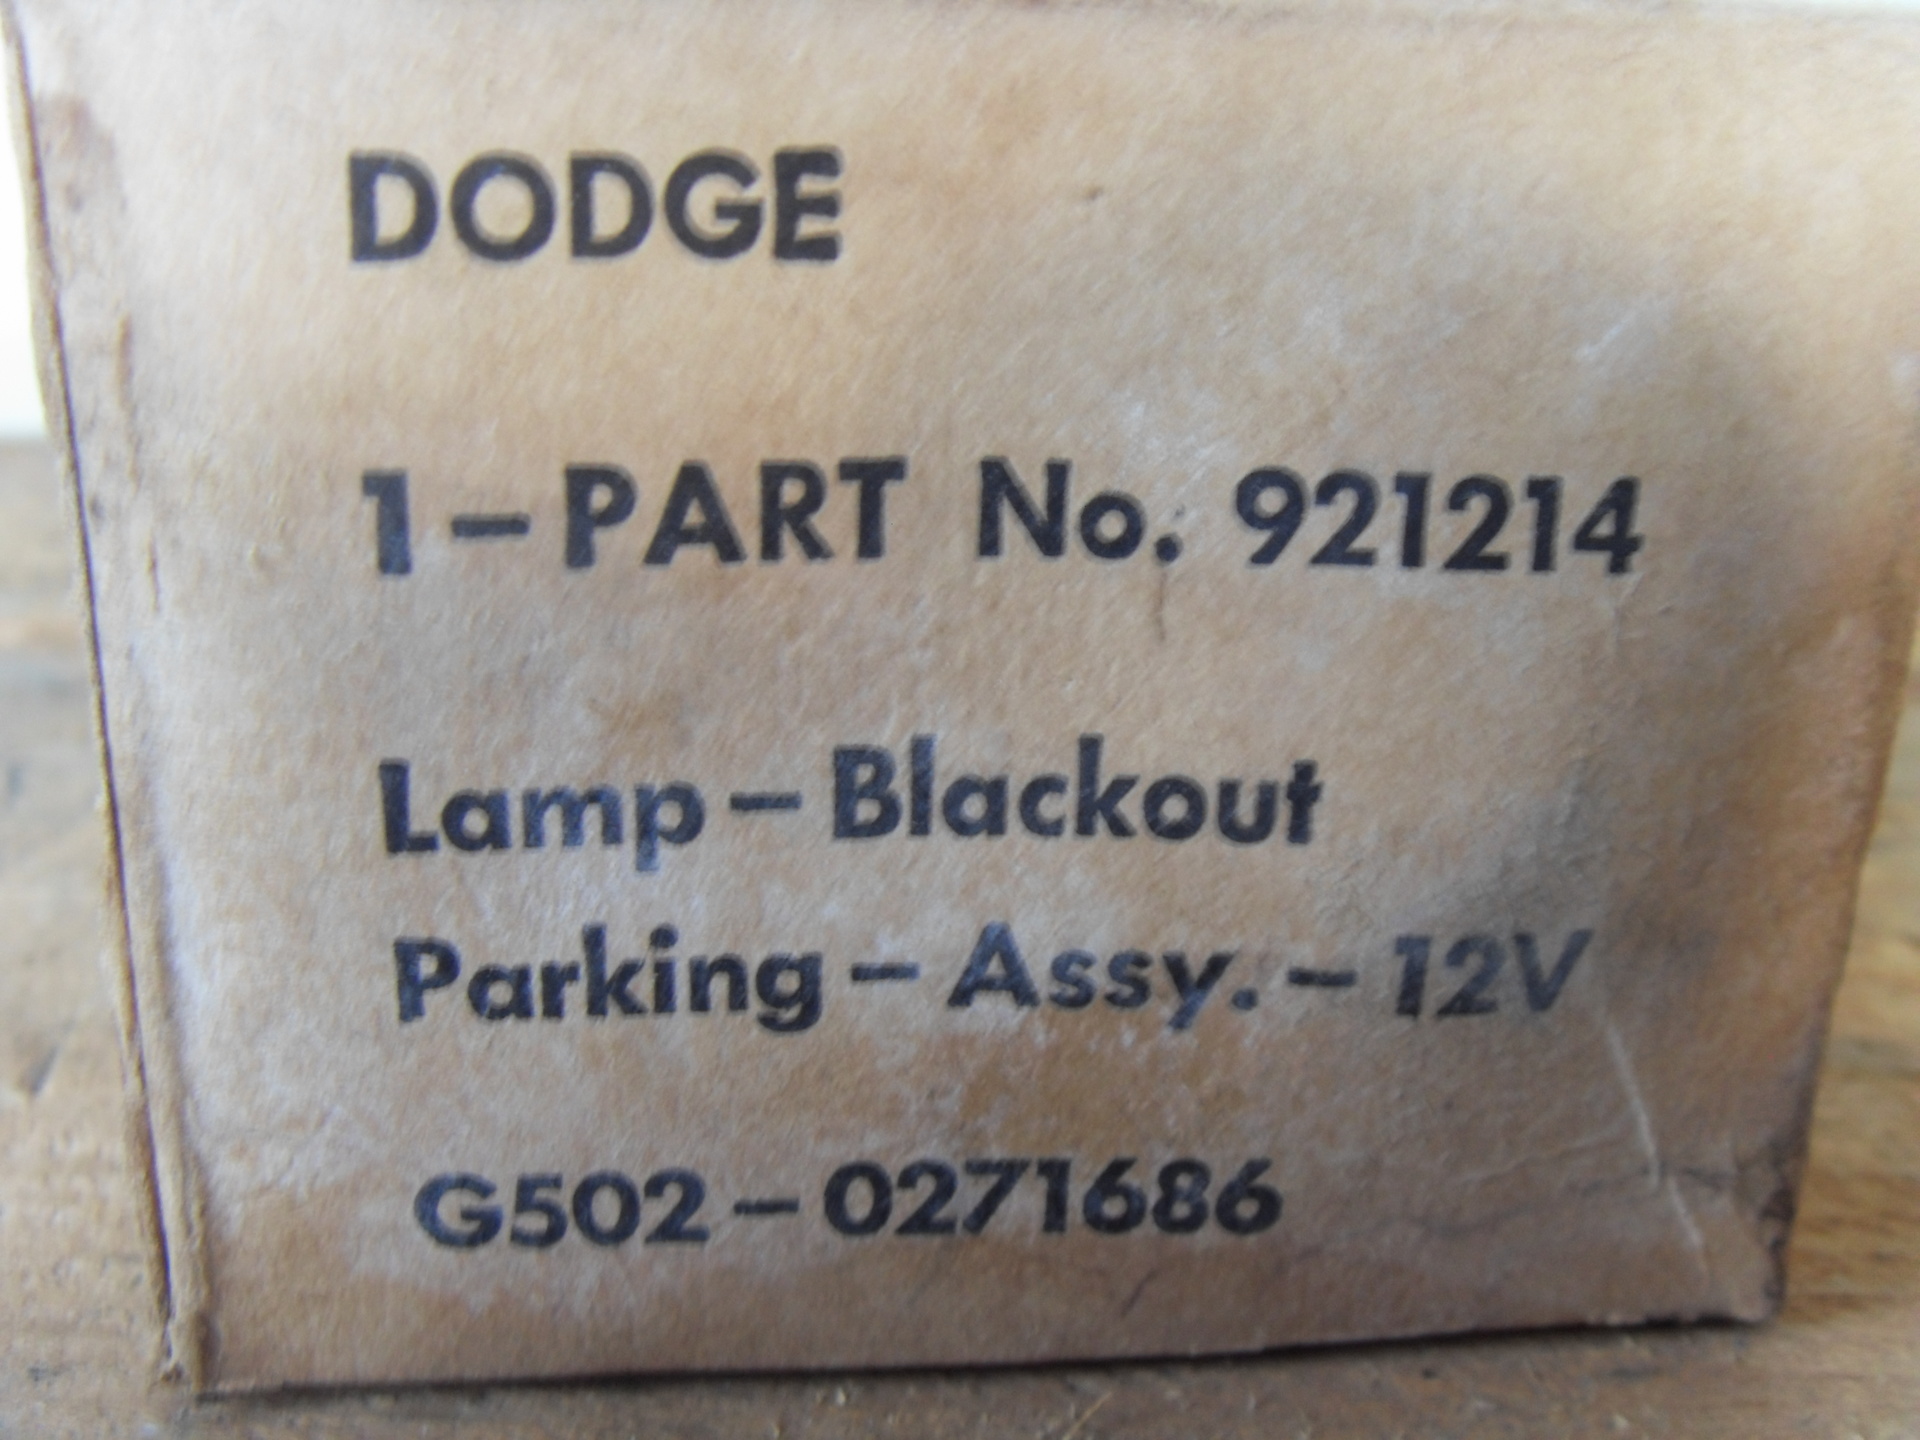 DODGE
1-PART No. 921214
Lamp-Blackout
Parking-Assy.-12V
G502-0271686